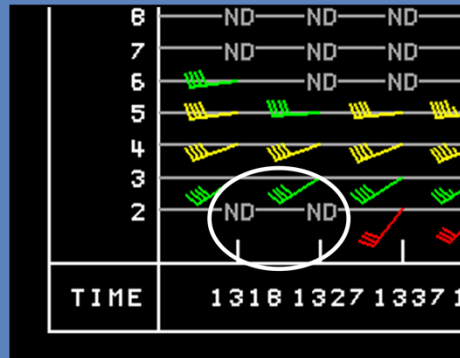 8 ND ND ND
7 ND ND ND
6 ND ND
5
4
3
2 ND ND
TIME 1318 1327 1337 1